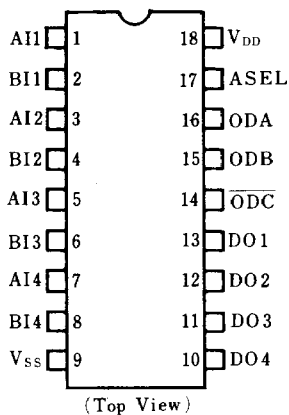 AI1 1 18 VDD
BI1 2 17 ASEL
AI2 3 16 ODA
BI2 4 15 ODB
AI3 5 14 O̅D̅C̅
BI3 6 13 DO1
AI4 7 12 DO2
BI4 8 11 DO3
VSS 9 10 DO4
(Top View)